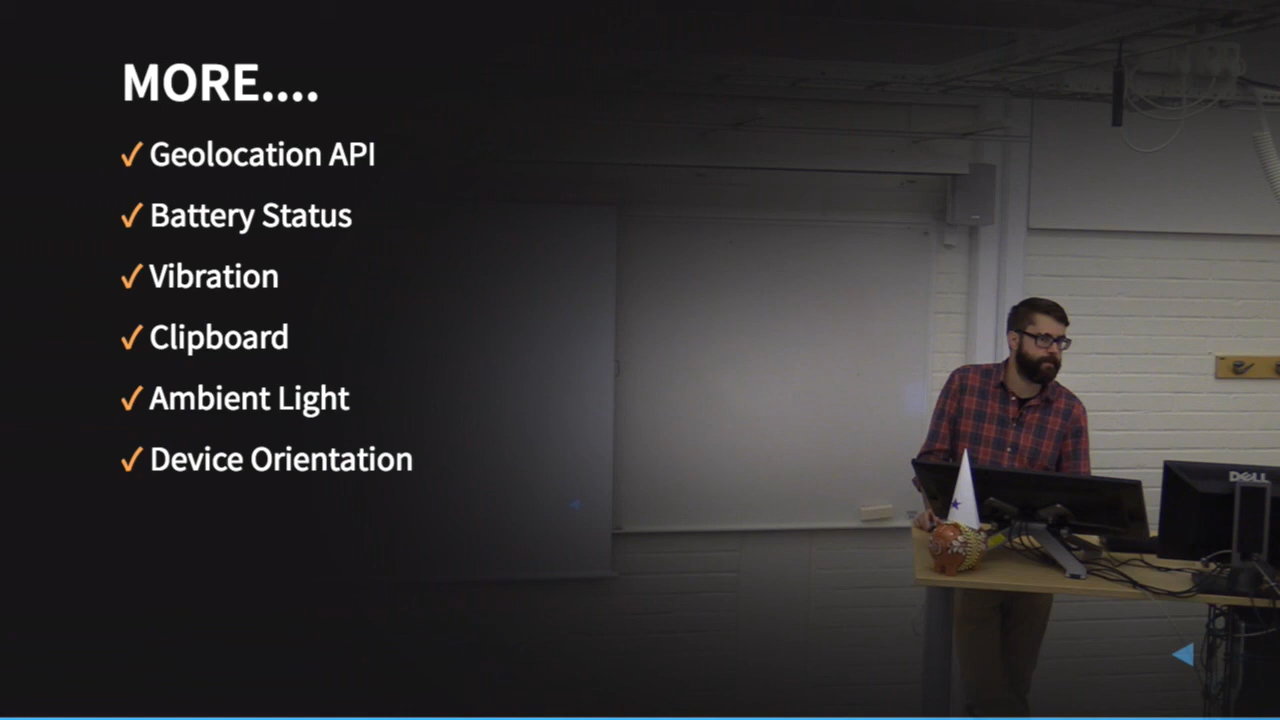 MORE....
✓ Geolocation API
✓ Battery Status
✓ Vibration
✓ Clipboard
✓ Ambient Light
✓ Device Orientation
DELL